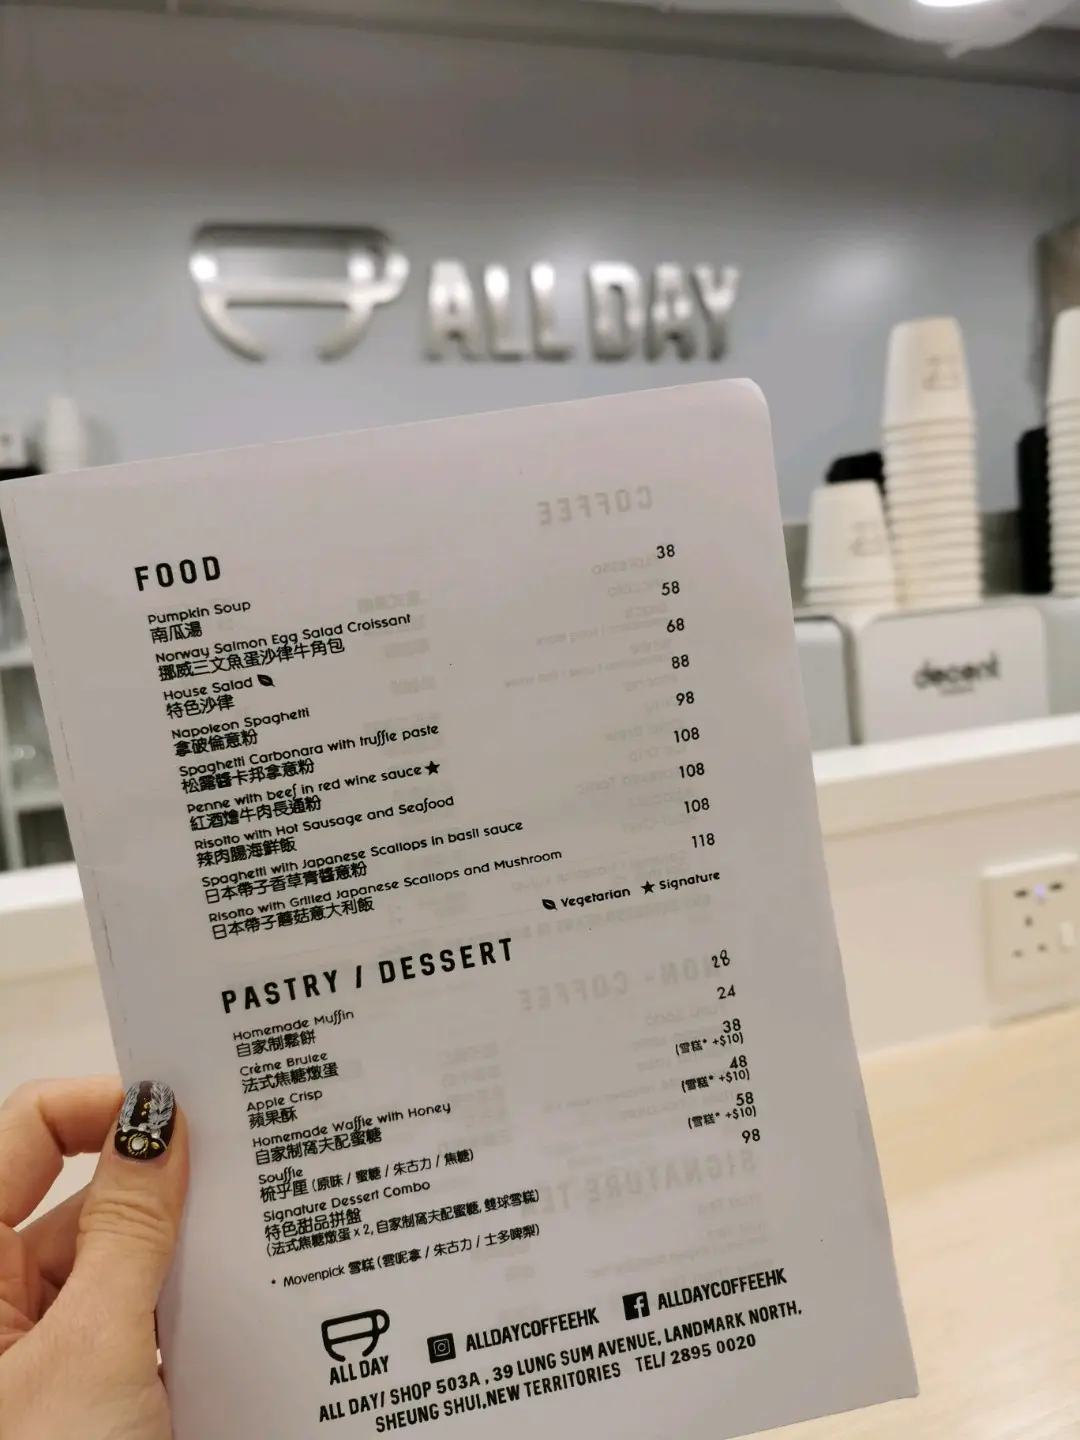 ALL DAY
decent
FOOD
Pumpkin Soup 38
南瓜湯
Norway Salmon Egg Salad Croissant 58
挪威三文魚蛋沙律牛角包
House Salad 68
特色沙律
Napoleon Spaghetti 88
拿破倫意粉
Spaghetti Carbonara with truffle paste 98
松露醬卡邦拿意粉
Penne with beef in red wine sauce ★ 108
紅酒燴牛肉長通粉
Risotto with Hot Sausage and Seafood 108
辣肉腸海鮮飯
Spaghetti with Japanese Scallops in basil sauce 108
日本帶子香草青醬意粉
Risotto with Grilled Japanese Scallops and Mushroom 118
日本帶子蘑菇意大利飯
Vegetarian ★ Signature
PASTRY / DESSERT
Homemade Muffin 28
自家制鬆餅
Crème Brulee 24
法式焦糖燉蛋
Apple Crisp 38
蘋果酥 (雪糕* +$10)
Homemade Waffle with Honey 48
自家制窩夫配蜜糖 (雪糕* +$10)
Souffle 58
梳乎厘 (原味 / 蜜糖 / 朱古力 / 焦糖) (雪糕* +$10)
Signature Dessert Combo 98
特色甜品拼盤
(法式焦糖燉蛋 x 2, 自家制窩夫配蜜糖, 雙球雪糕)
* Movenpick 雪糕 (雲呢拿 / 朱古力 / 士多啤梨)
ALL DAY
ALLDAYCOFFEEHK ALLDAYCOFFEEHK
ALL DAY/ SHOP 503A , 39 LUNG SUM AVENUE, LANDMARK NORTH,
SHEUNG SHUI,NEW TERRITORIES TEL/ 2895 0020